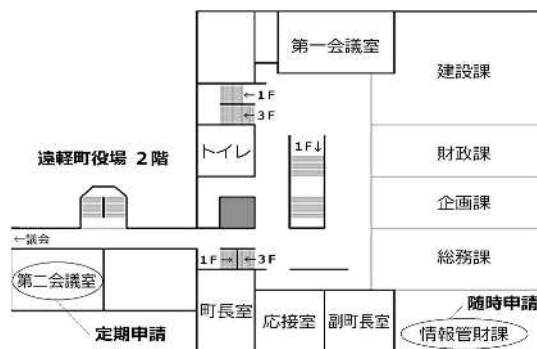 第一会議室
建設課
←1F
←3F
トイレ
1F↓
財政課
遠軽町役場 2階
企画課
←議会
1F→
←3F
総務課
第二会議室
町長室
応接室
副町長室
随時申請
情報管財課
定期申請